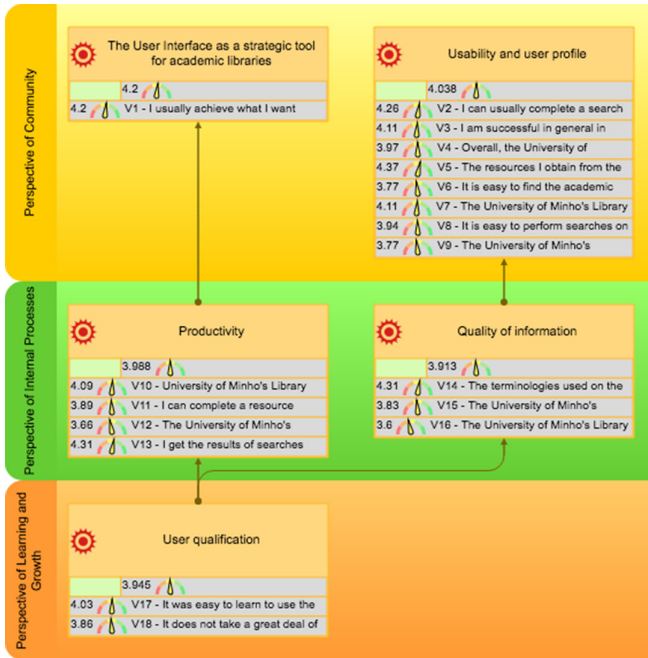 Perspective of Community
The User Interface as a strategic tool
for academic libraries
4.2
4.2 V1 - I usually achieve what I want
Usability and user profile
4.038
4.26 V2 - I can usually complete a search
4.11 V3 - I am successful in general in
3.97 V4 - Overall, the University of
4.37 V5 - The resources I obtain from the
3.77 V6 - It is easy to find the academic
4.11 V7 - The University of Minho's Library
3.94 V8 - It is easy to perform searches on
3.77 V9 - The University of Minho's
Perspective of Internal Processes
Productivity
3.988
4.09 V10 - University of Minho's Library
3.89 V11 - I can complete a resource
3.66 V12 - The University of Minho's
4.31 V13 - I get the results of searches
Quality of information
3.913
4.31 V14 - The terminologies used on the
3.83 V15 - The University of Minho's
3.6 V16 - The University of Minho's Library
Perspective of Learning and
Growth
User qualification
3.945
4.03 V17 - It was easy to learn to use the
3.86 V18 - It does not take a great deal of